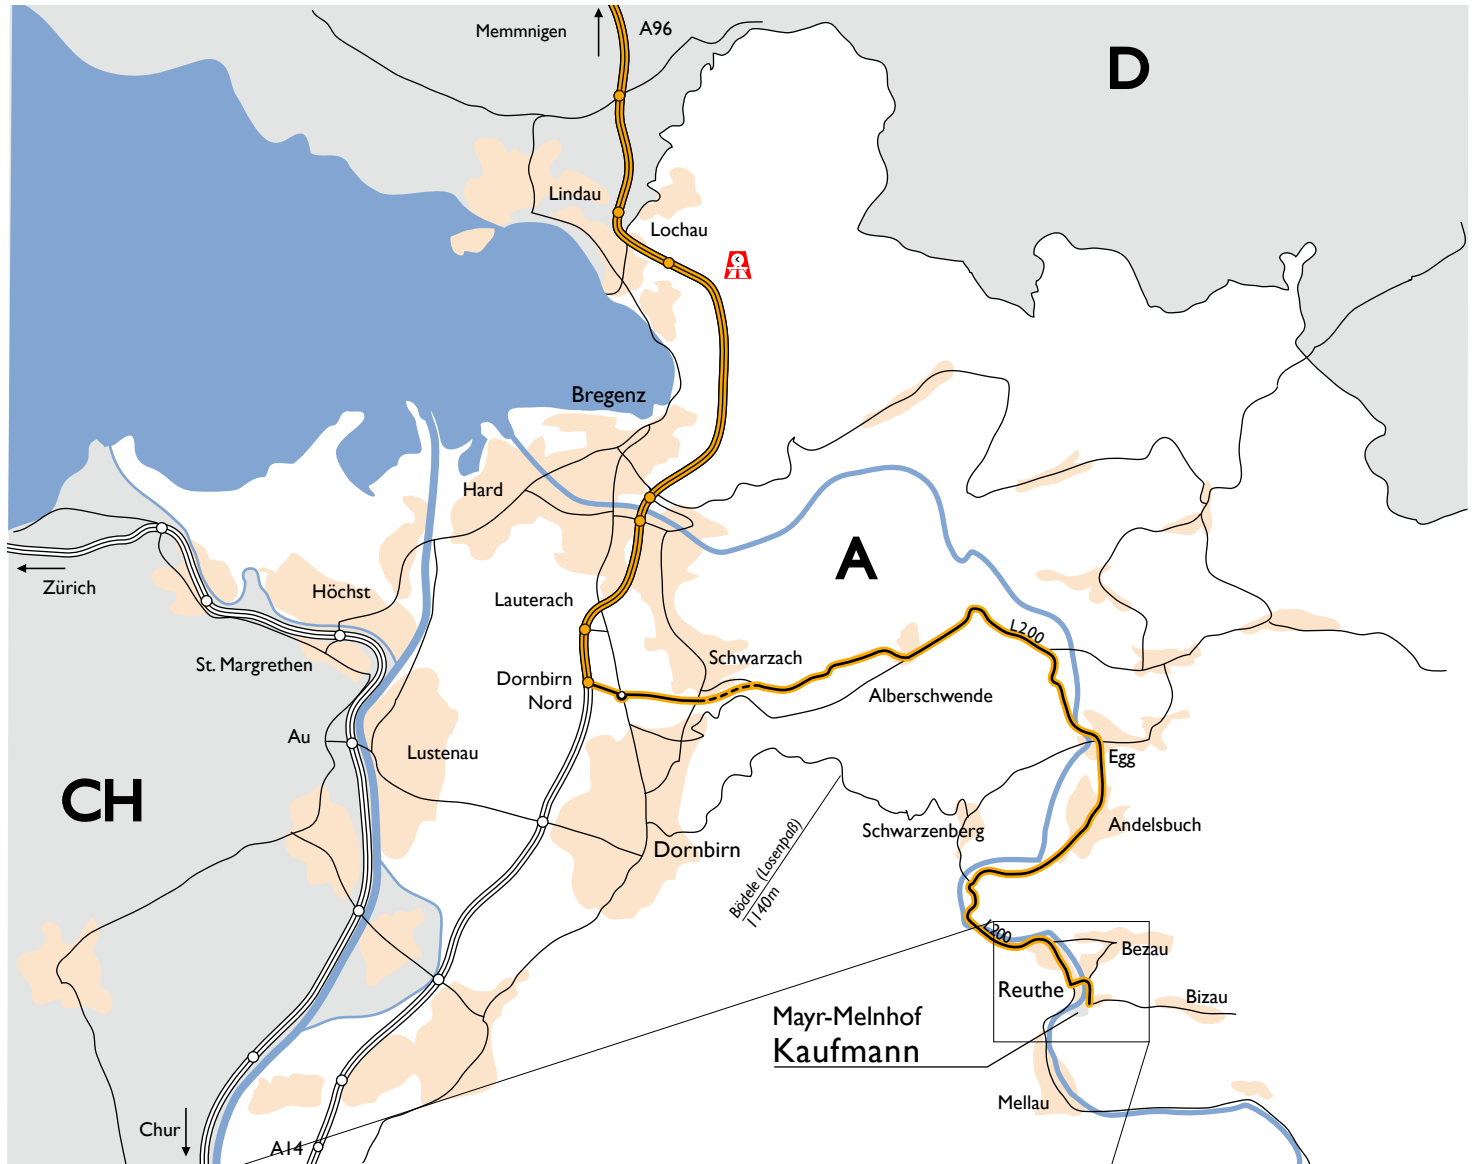 Memmnigen
A96
D
Lindau
Lochau
Bregenz
Hard
A
Zürich
Höchst
Lauterach
L200
St. Margrethen
Schwarzach
Dornbirn
Nord
Alberschwende
Au
Lustenau
Egg
CH
Schwarzenberg
Andelsbuch
Dornbirn
Bödele (Losenpaß)
1140m
L200
Bezau
Reuthe
Bizau
Mayr-Melnhof
Kaufmann
Mellau
Chur
A14